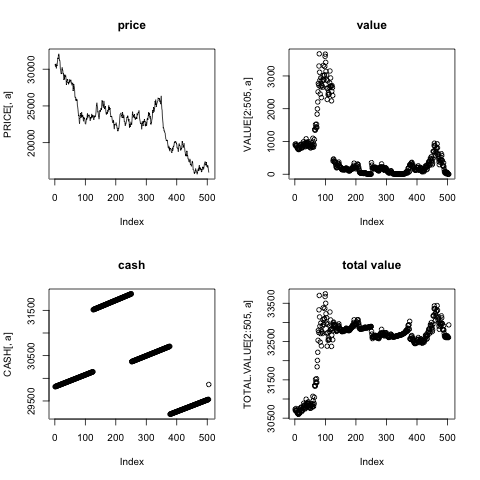 price
PRICE[, a]
20000 25000 30000
0 100 200 300 400 500
Index
value
VALUE[2:505, a]
0 1000 2000 3000
0 100 200 300 400 500
Index
cash
CASH[, a]
29500 30500 31500
0 100 200 300 400 500
Index
total value
TOTAL.VALUE[2:505, a]
30500 31500 32500 33500
0 100 200 300 400 500
Index